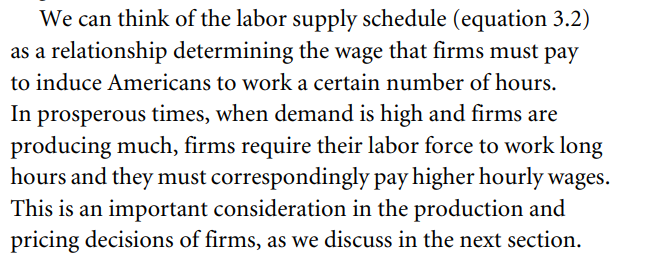 We can think of the labor supply schedule (equation 3.2)
as a relationship determining the wage that firms must pay
to induce Americans to work a certain number of hours.
In prosperous times, when demand is high and firms are
producing much, firms require their labor force to work long
hours and they must correspondingly pay higher hourly wages.
This is an important consideration in the production and
pricing decisions of firms, as we discuss in the next section.